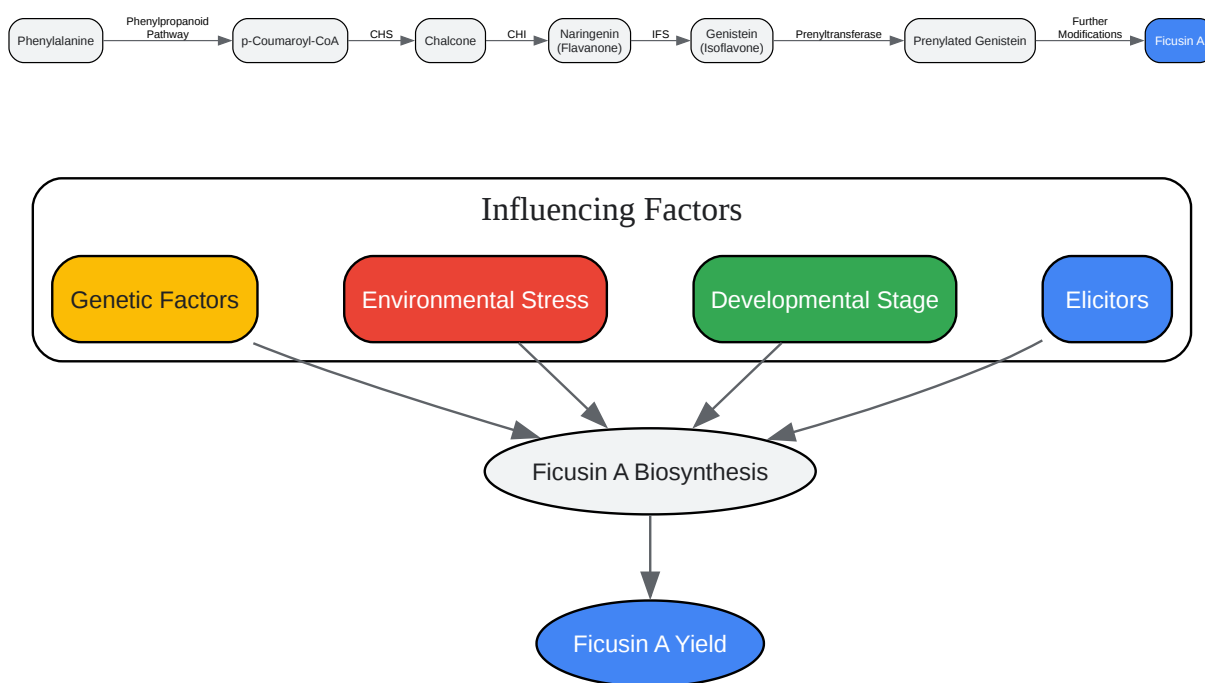 Phenylalanine
Phenylpropanoid
Pathway
p-Coumaroyl-CoA
CHS
Chalcone
CHI
Naringenin
(Flavanone)
IFS
Genistein
(Isoflavone)
Prenyltransferase
Prenylated Genistein
Further
Modifications
Ficusin A
Influencing Factors
Genetic Factors
Environmental Stress
Developmental Stage
Elicitors
Ficusin A Biosynthesis
Ficusin A Yield